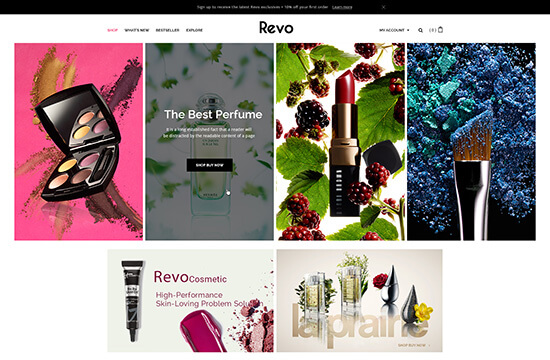 Sign up to receive the latest Revo exclusives + 10% off your first order Learn more
SHOP WHAT'S NEW BESTSELLER EXPLORE
Revo
MY ACCOUNT
(0)
The Best Perfume
It is a long established fact that a reader will
be distracted by the readable content of a page
SHOP BUY NOW
Revo Cosmetic
High-Performance
Skin-Loving Problem Solution
la prairie
SHOP BUY NOW